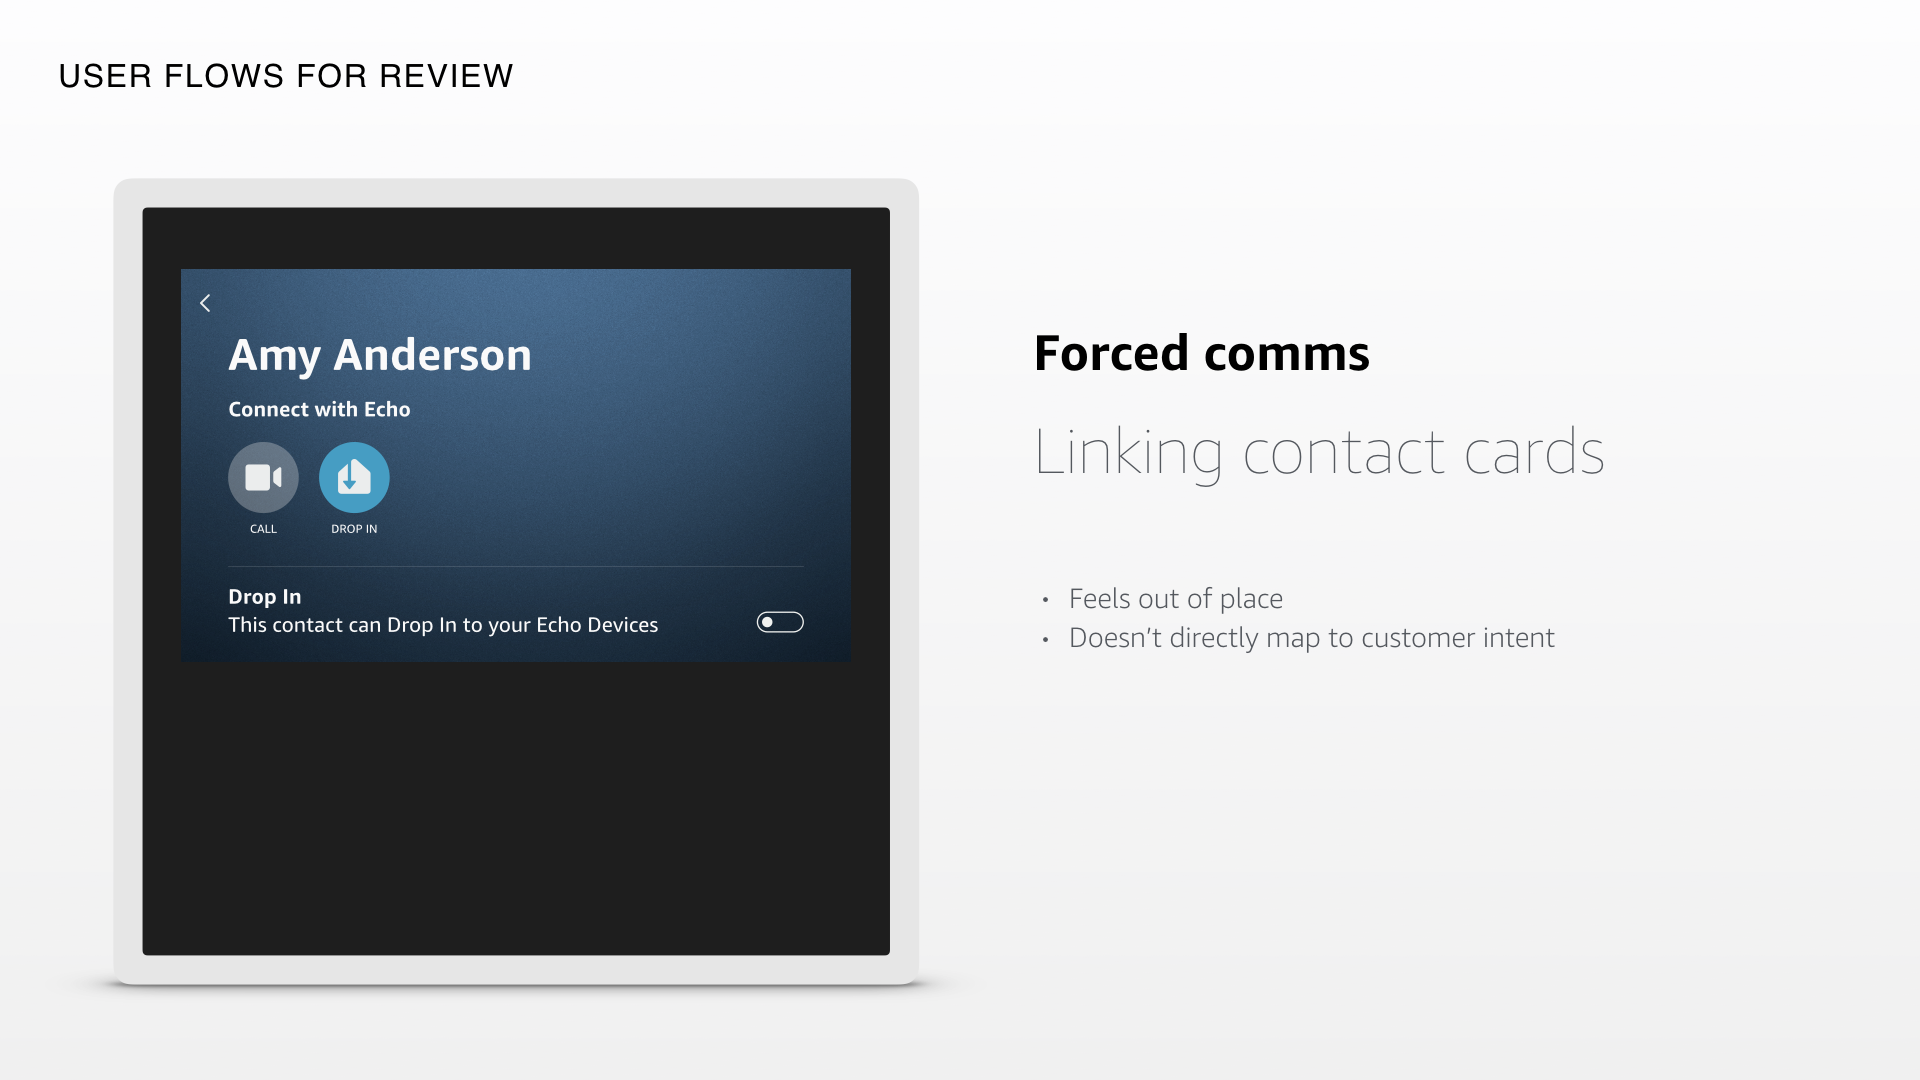 USER FLOWS FOR REVIEW
Amy Anderson
Connect with Echo
CALL
DROP IN
Drop In
This contact can Drop In to your Echo Devices
Forced comms
Linking contact cards
• Feels out of place
• Doesn’t directly map to customer intent